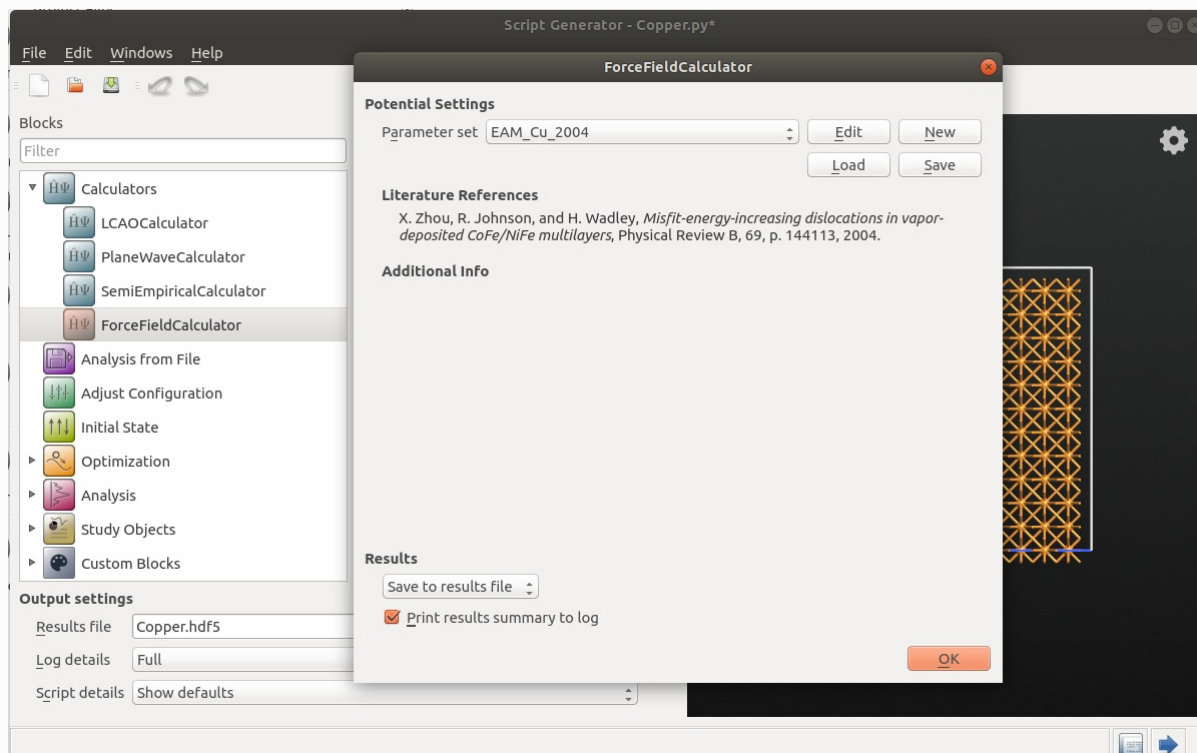 Script Generator - Copper.py*
File Edit Windows Help
ForceFieldCalculator
Blocks
Filter
Calculators
LCAOCalculator
PlaneWaveCalculator
SemiEmpiricalCalculator
ForceFieldCalculator
Analysis from File
Adjust Configuration
Initial State
Optimization
Analysis
Study Objects
Custom Blocks
Output settings
Results file Copper.hdf5
Log details Full
Script details Show defaults
Potential Settings
Parameter set EAM_Cu_2004 Edit New
Load Save
Literature References
X. Zhou, R. Johnson, and H. Wadley, Misfit-energy-increasing dislocations in vapor-
deposited CoFe/NiFe multilayers, Physical Review B, 69, p. 144113, 2004.
Additional Info
Results
Save to results file
Print results summary to log
OK